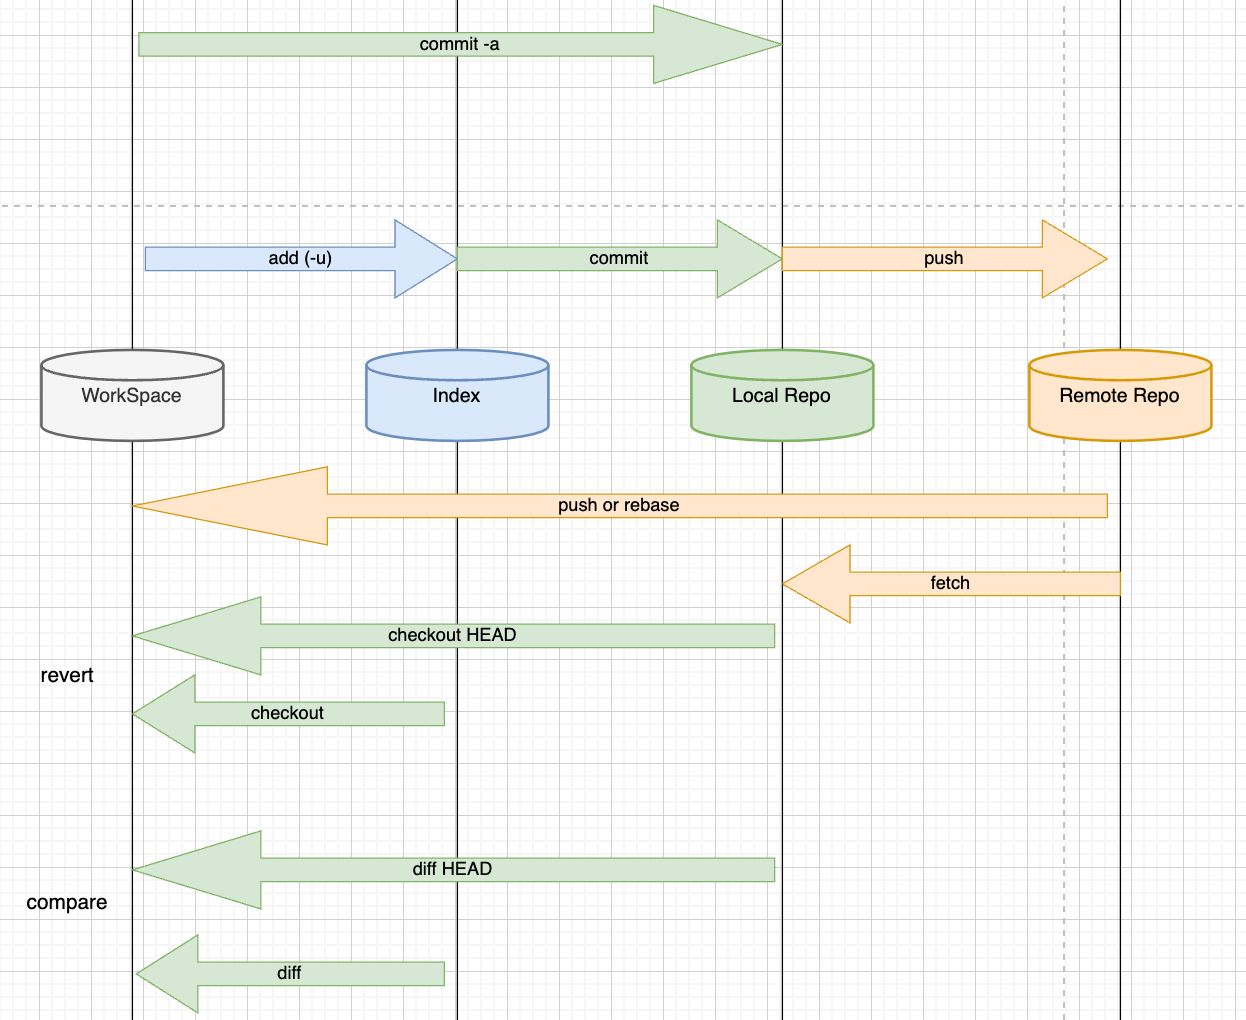 commit -a
add (-u)
commit
push
WorkSpace
Index
Local Repo
Remote Repo
push or rebase
fetch
checkout HEAD
revert
checkout
diff HEAD
compare
diff